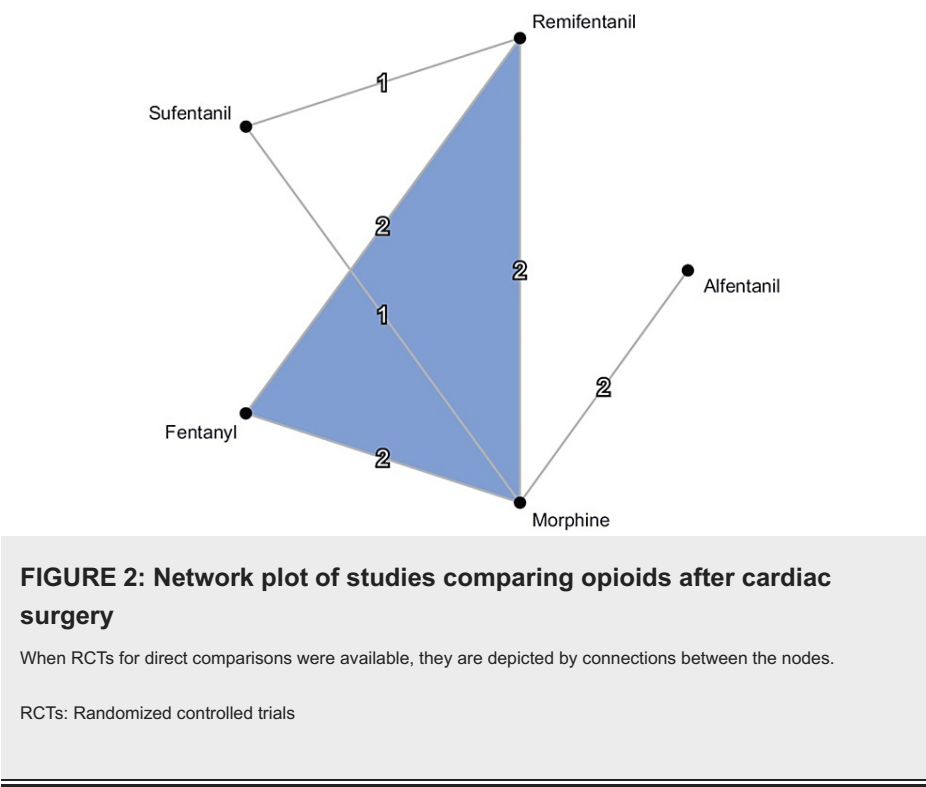 Remifentanil
1
Sufentanil
2
2
Alfentanil
1
2
Fentanyl
2
Morphine
FIGURE 2: Network plot of studies comparing opioids after cardiac
surgery
When RCTs for direct comparisons were available, they are depicted by connections between the nodes.
RCTs: Randomized controlled trials